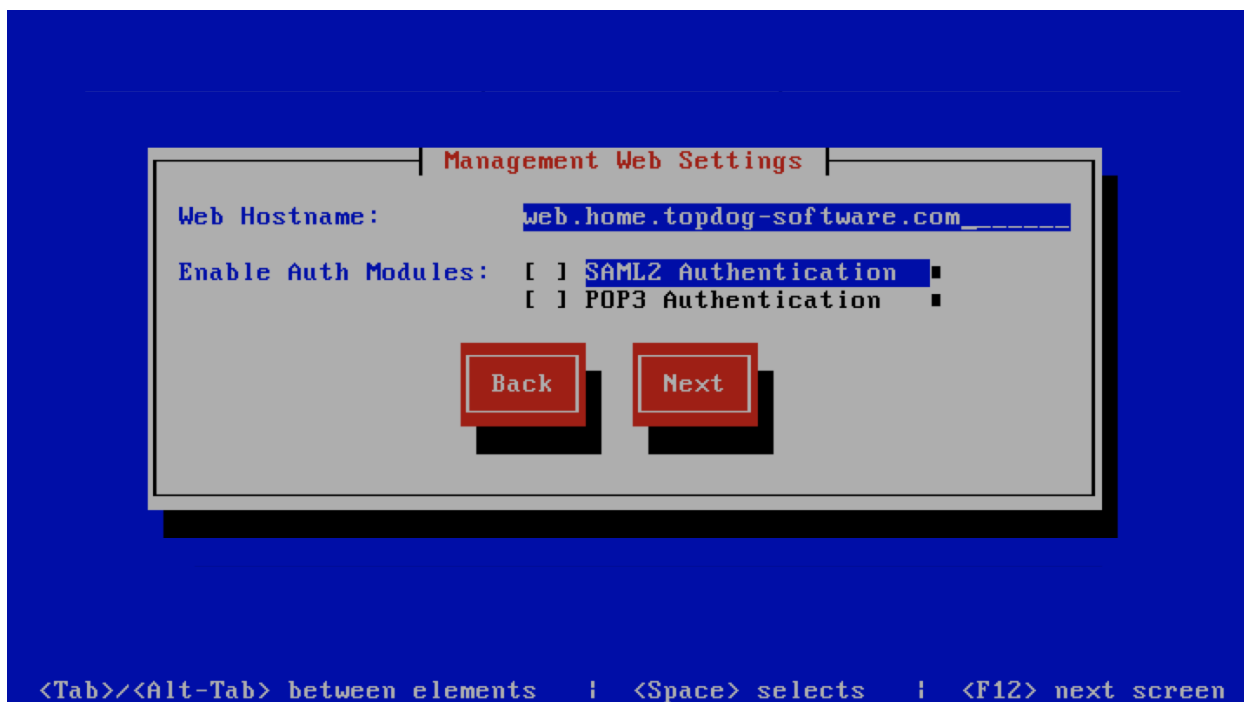 Management Web Settings
Web Hostname: web.home.topdog-software.com______
Enable Auth Modules: [ ] SAML2 Authentication
[ ] POP3 Authentication
Back Next
<Tab>/<Alt-Tab> between elements | <Space> selects | <F12> next screen